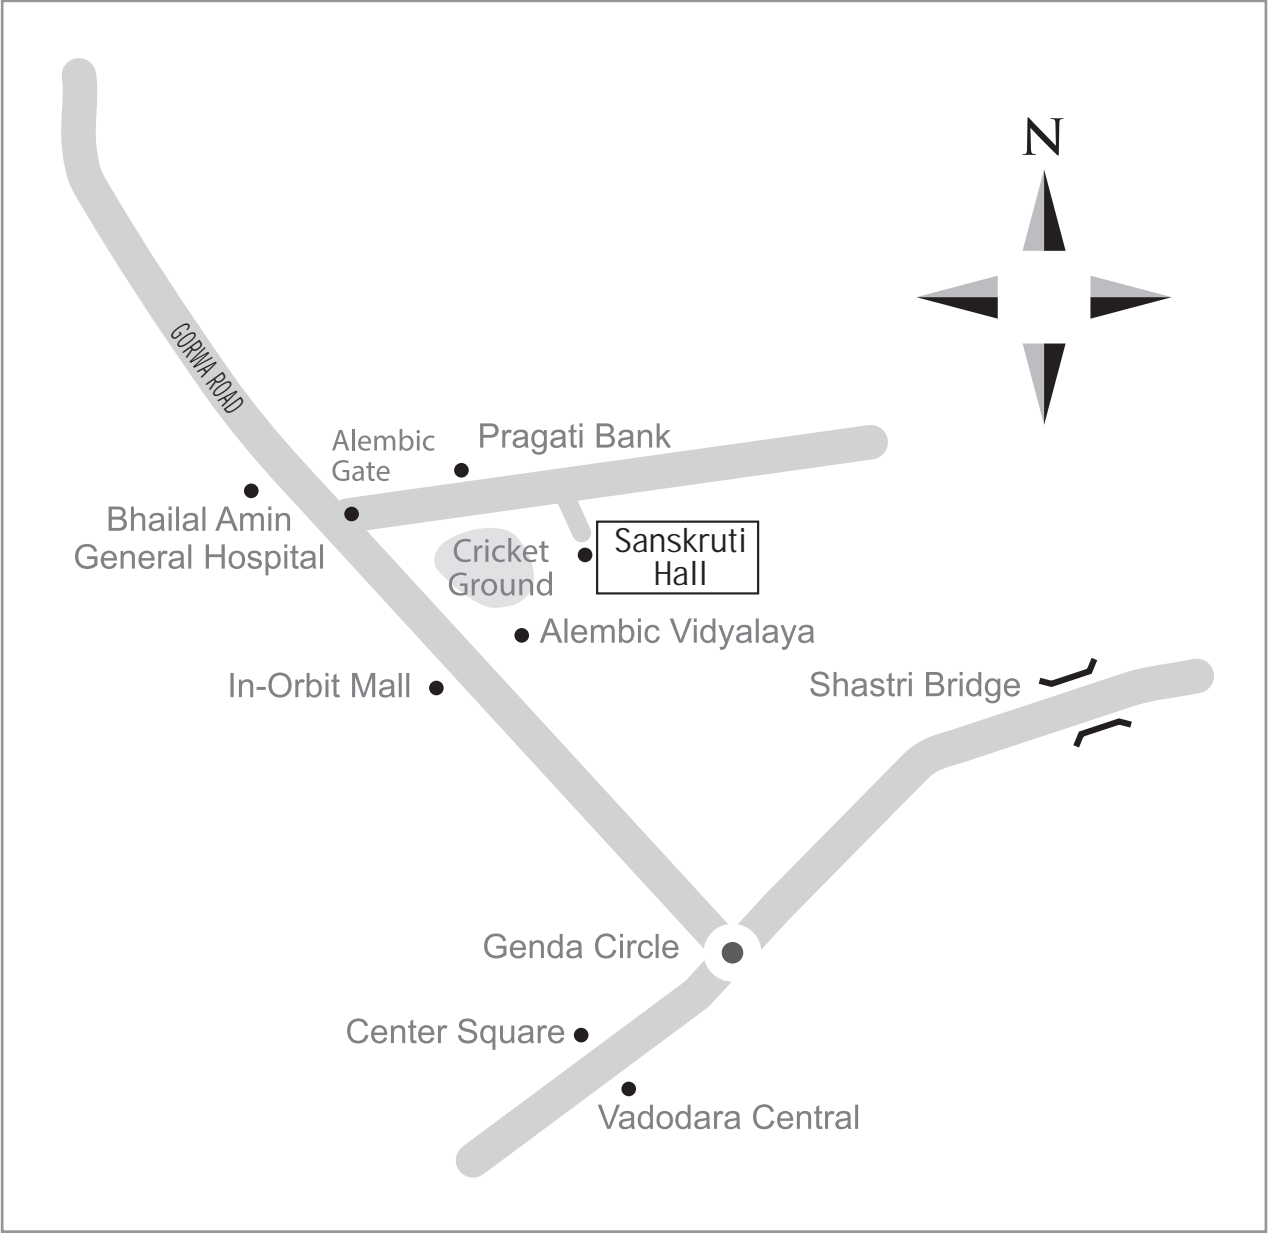 N
GORWA ROAD
Alembic
Gate
Pragati Bank
Bhailal Amin
General Hospital
Cricket
Ground
Sanskruti
Hall
Alembic Vidyalaya
In-Orbit Mall
Shastri Bridge
Genda Circle
Center Square
Vadodara Central